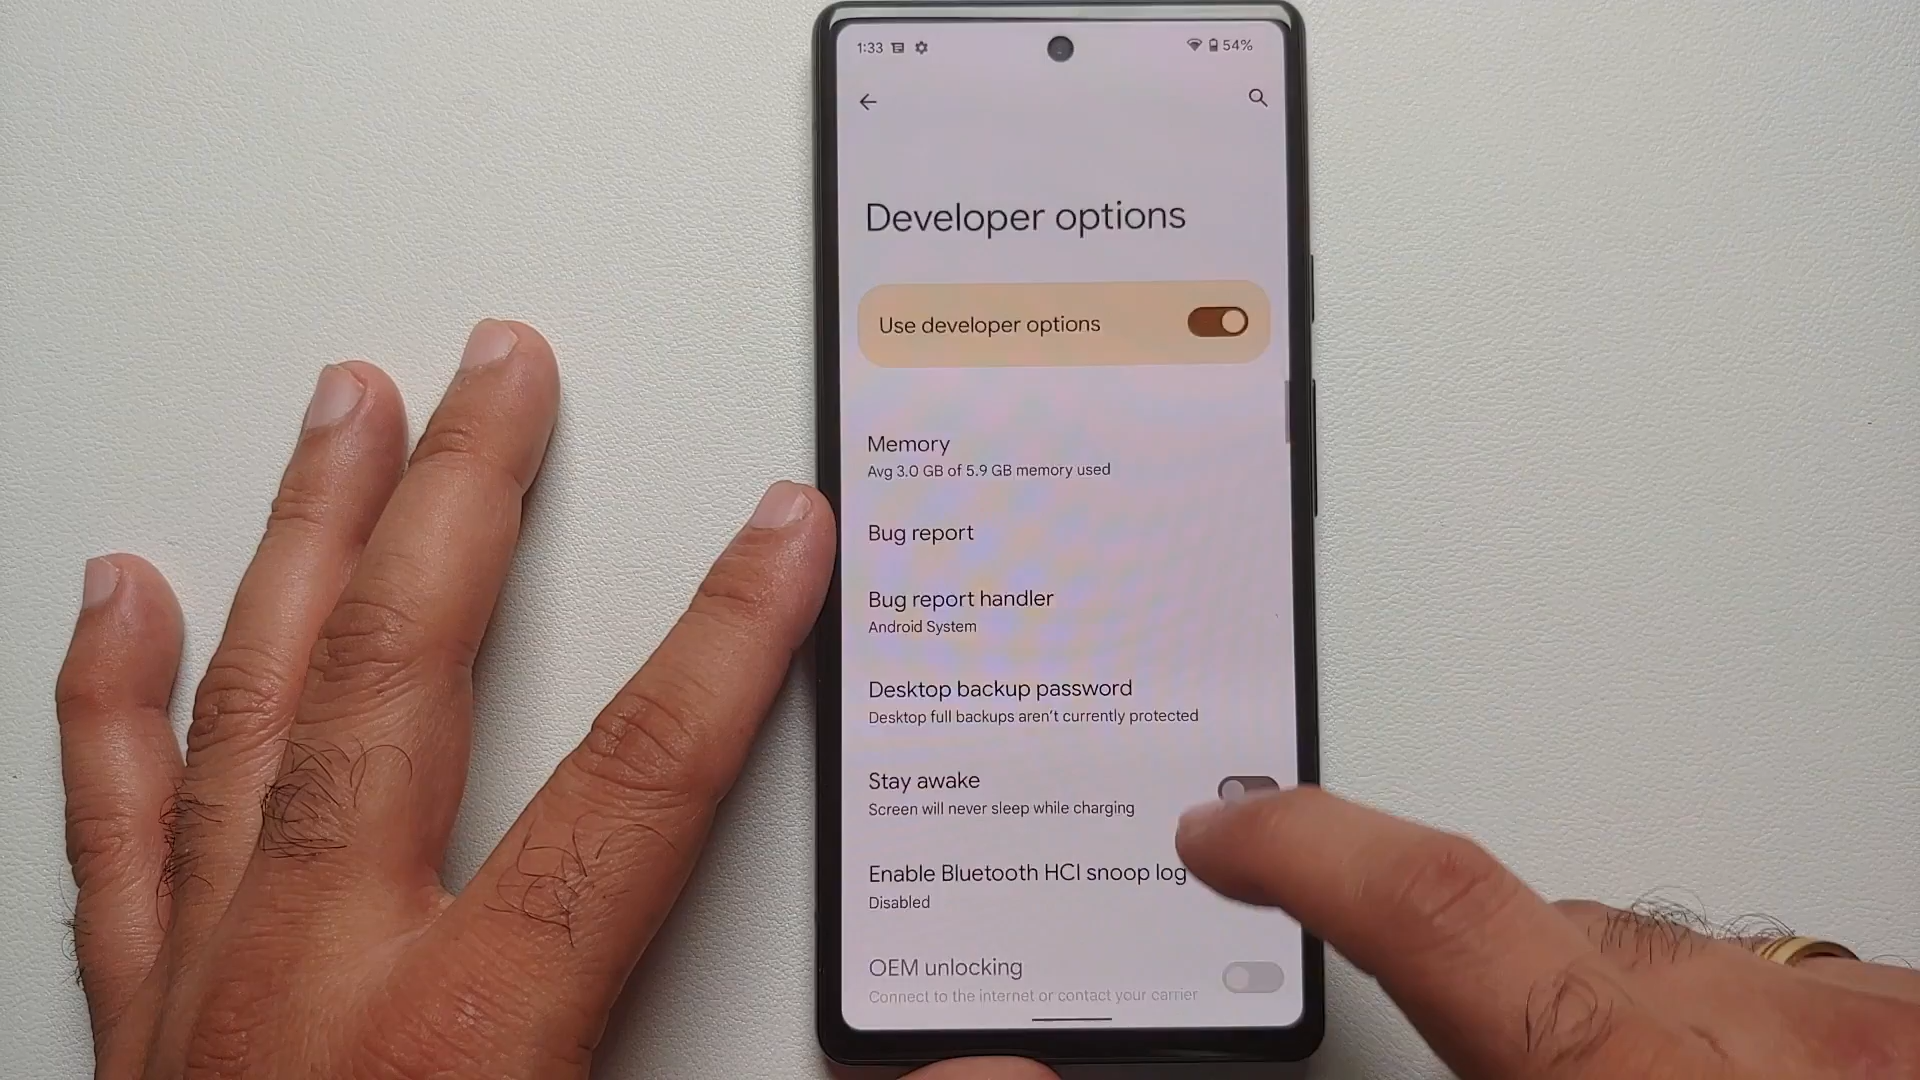 1:33
54%
Developer options
Use developer options
Memory
Avg 3.0 GB of 5.9 GB memory used
Bug report
Bug report handler
Android System
Desktop backup password
Desktop full backups aren't currently protected
Stay awake
Screen will never sleep while charging
Enable Bluetooth HCI snoop log
Disabled
OEM unlocking
Connect to the internet or contact your carrier